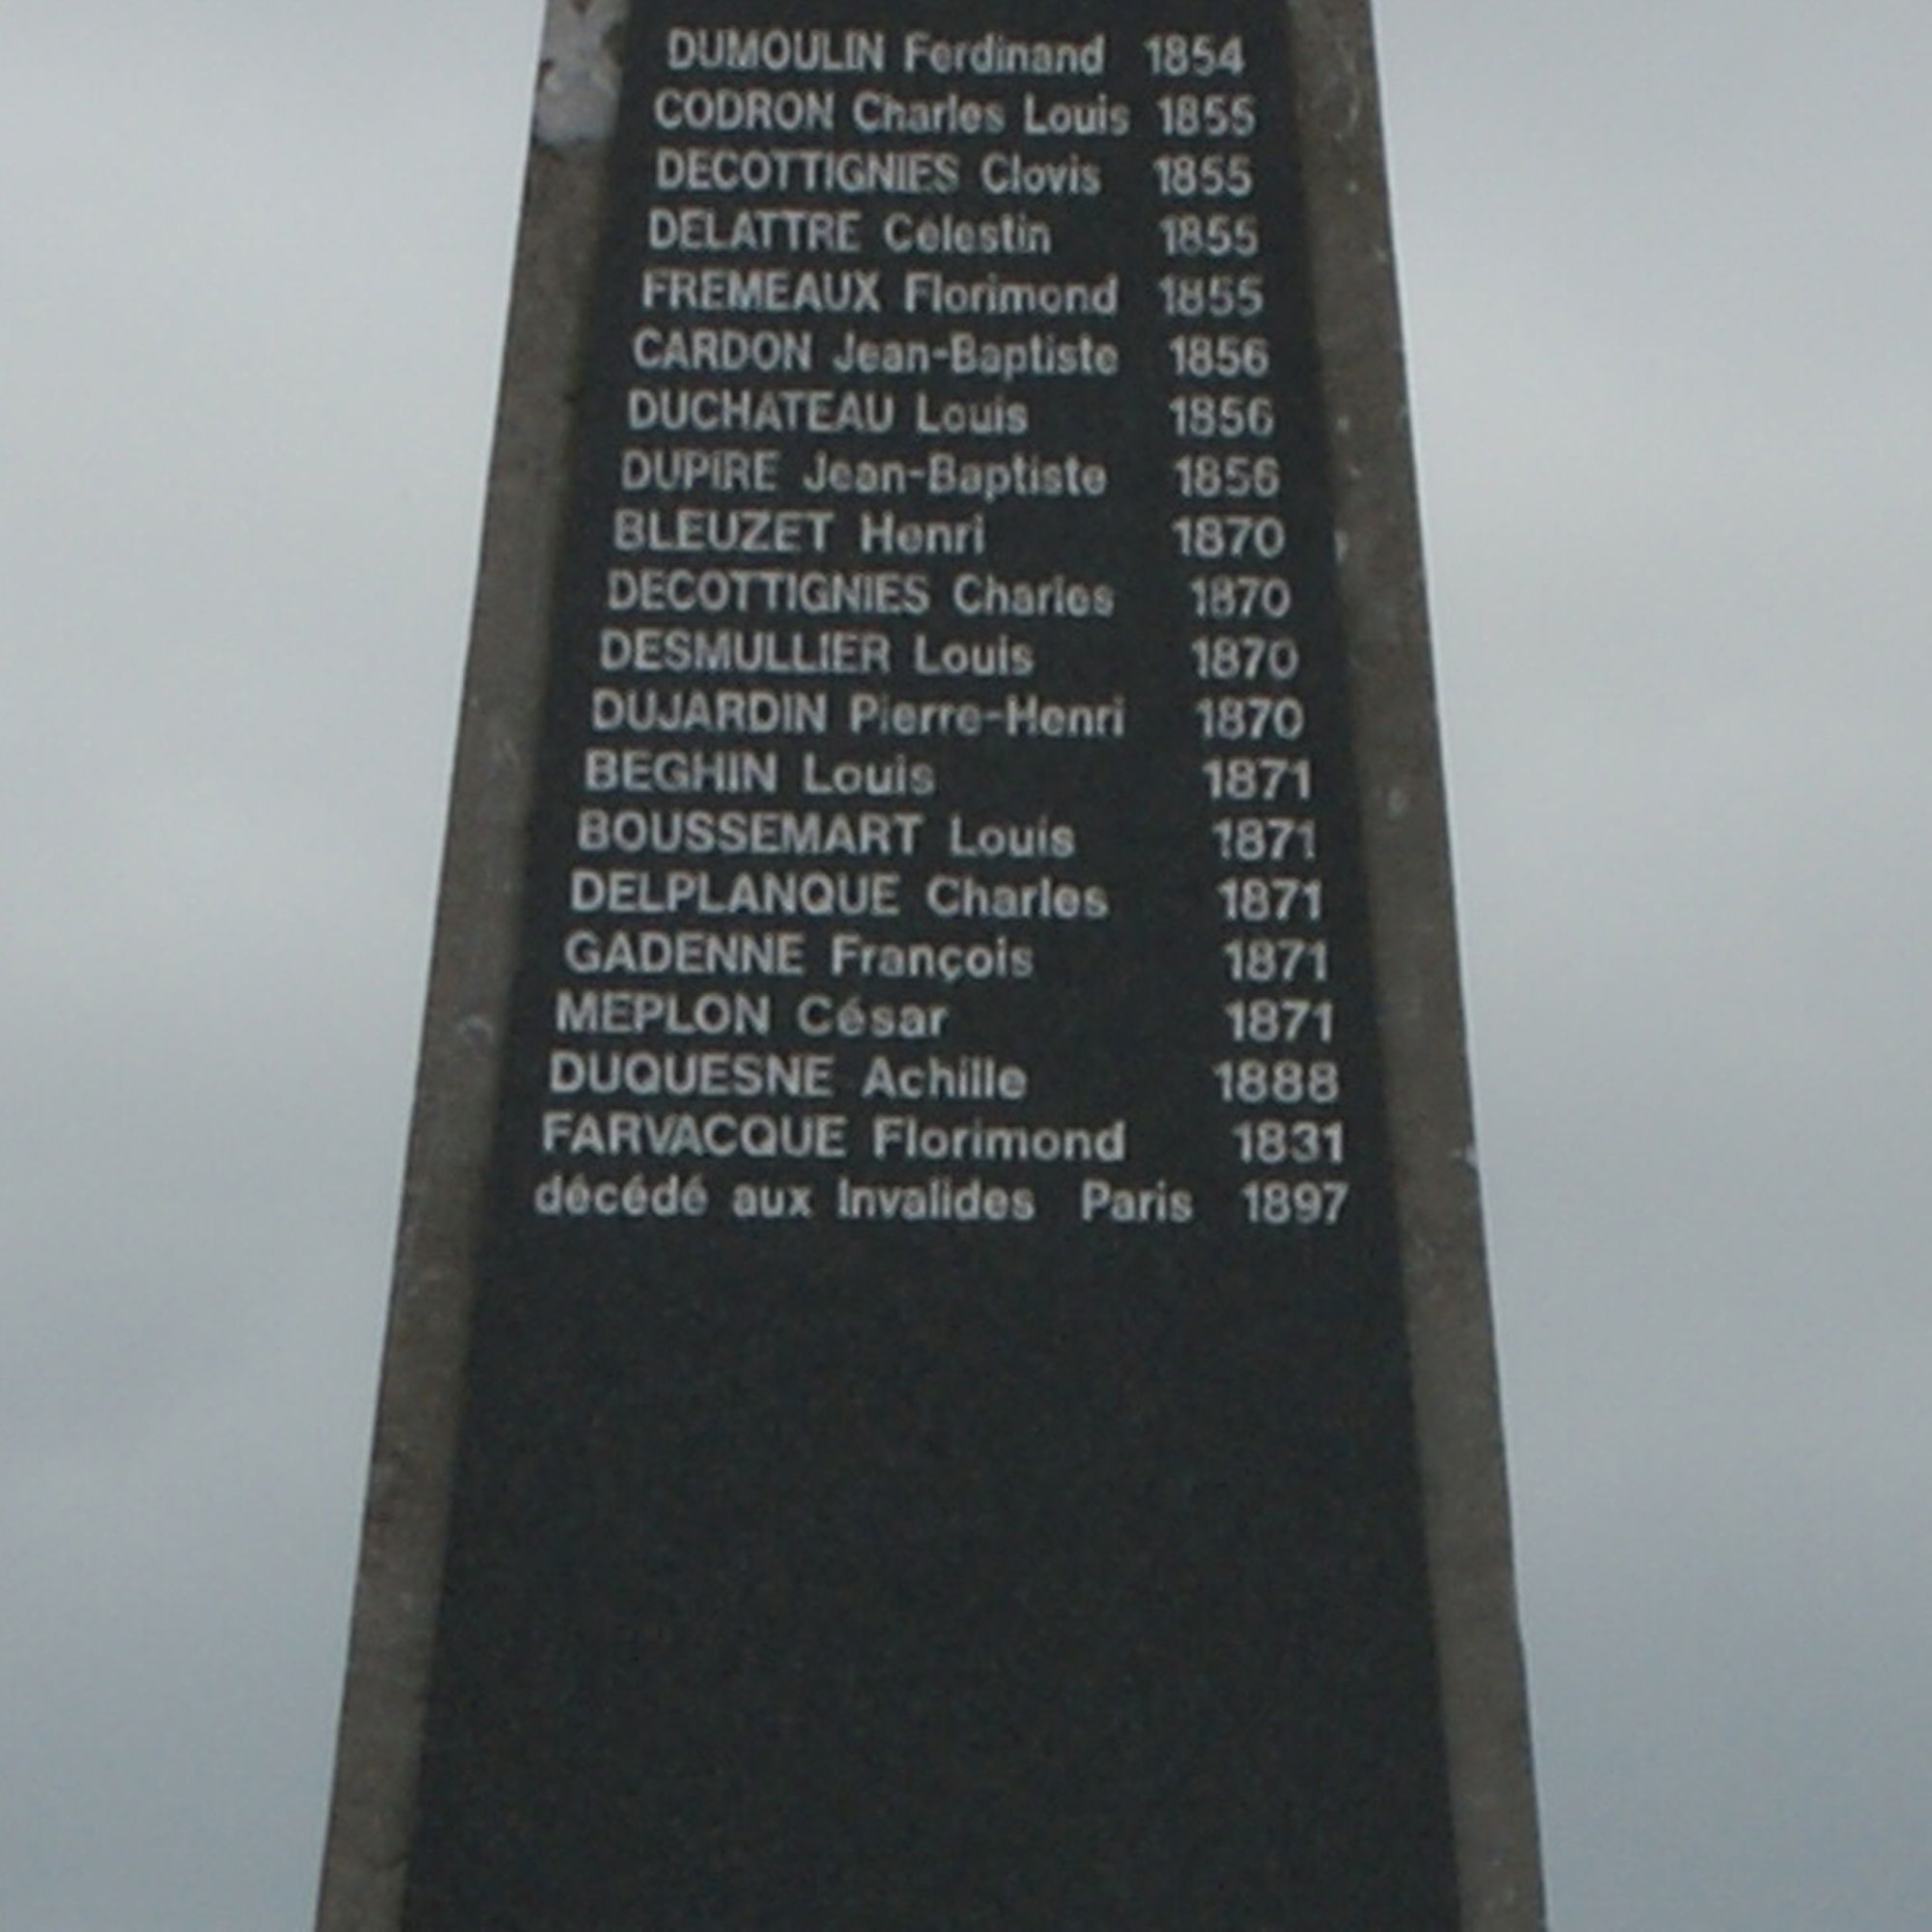 DUMOULIN Ferdinand 1854
CODRON Charles Louis 1855
DECOTTIGNIES Clovis 1855
DELATTRE Célestin 1855
FREMEAUX Florimond 1855
CARDON Jean-Baptiste 1856
DUCHATEAU Louis 1856
DUPIRE Jean-Baptiste 1856
BLEUZET Henri 1870
DECOTTIGNIES Charles 1870
DESMULLIER Louis 1870
DUJARDIN Pierre-Henri 1870
BEGHIN Louis 1871
BOUSSEMART Louis 1871
DELPLANQUE Charles 1871
GADENNE François 1871
MEPLON César 1871
DUQUESNE Achille 1888
FARVACQUE Florimond 1831
décédé aux Invalides Paris 1897